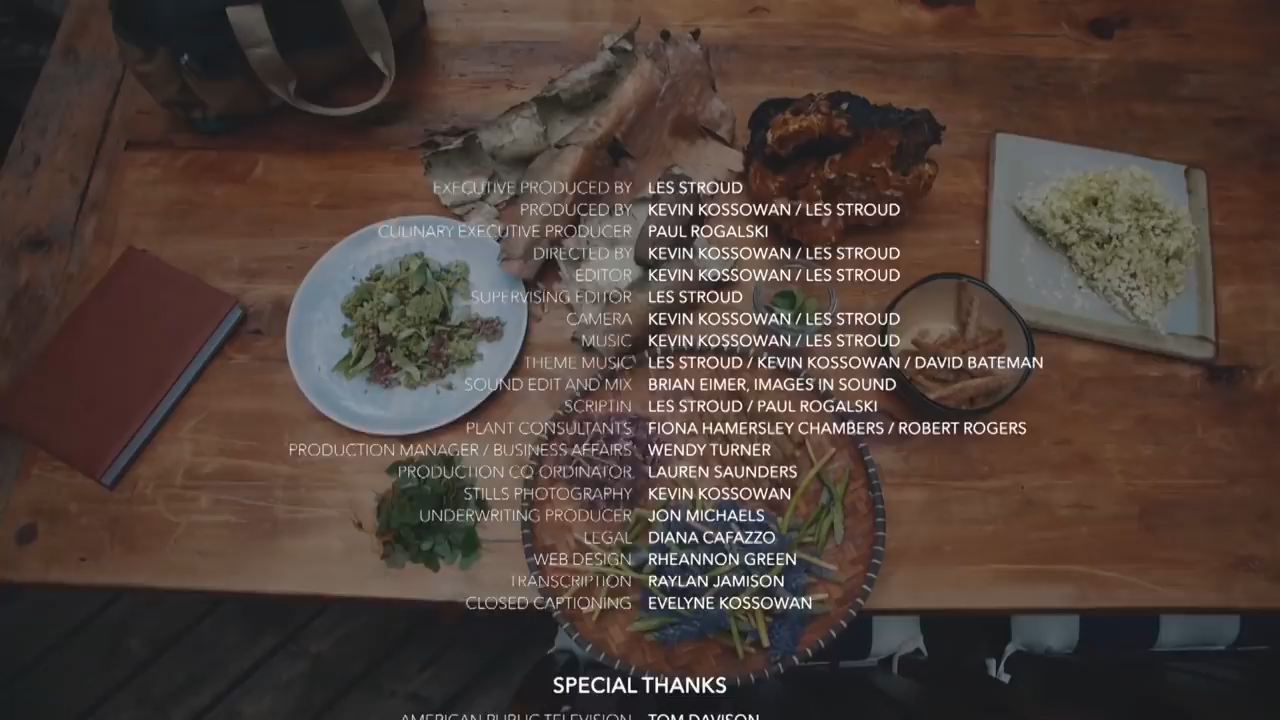 EXECUTIVE PRODUCED BY LES STROUD
PRODUCED BY KEVIN KOSSOWAN / LES STROUD
CULINARY EXECUTIVE PRODUCER PAUL ROGALSKI
DIRECTED BY KEVIN KOSSOWAN / LES STROUD
EDITOR KEVIN KOSSOWAN / LES STROUD
SUPERVISING EDITOR LES STROUD
CAMERA KEVIN KOSSOWAN / LES STROUD
MUSIC KEVIN KOSSOWAN / LES STROUD
THEME MUSIC LES STROUD / KEVIN KOSSOWAN / DAVID BATEMAN
SOUND EDIT AND MIX BRIAN EIMER, IMAGES IN SOUND
SCRIPTIN LES STROUD / PAUL ROGALSKI
PLANT CONSULTANTS FIONA HAMERSLEY CHAMBERS / ROBERT ROGERS
PRODUCTION MANAGER / BUSINESS AFFAIRS WENDY TURNER
PRODUCTION CO-ORDINATOR LAUREN SAUNDERS
STILLS PHOTOGRAPHY KEVIN KOSSOWAN
UNDERWRITING PRODUCER JON MICHAELS
LEGAL DIANA CAFAZZO
WEB DESIGN RHEANNON GREEN
TRANSCRIPTION RAYLAN JAMISON
CLOSED CAPTIONING EVELYNE KOSSOWAN
SPECIAL THANKS
AMERICAN PUBLIC TELEVISION TOM DAVISON